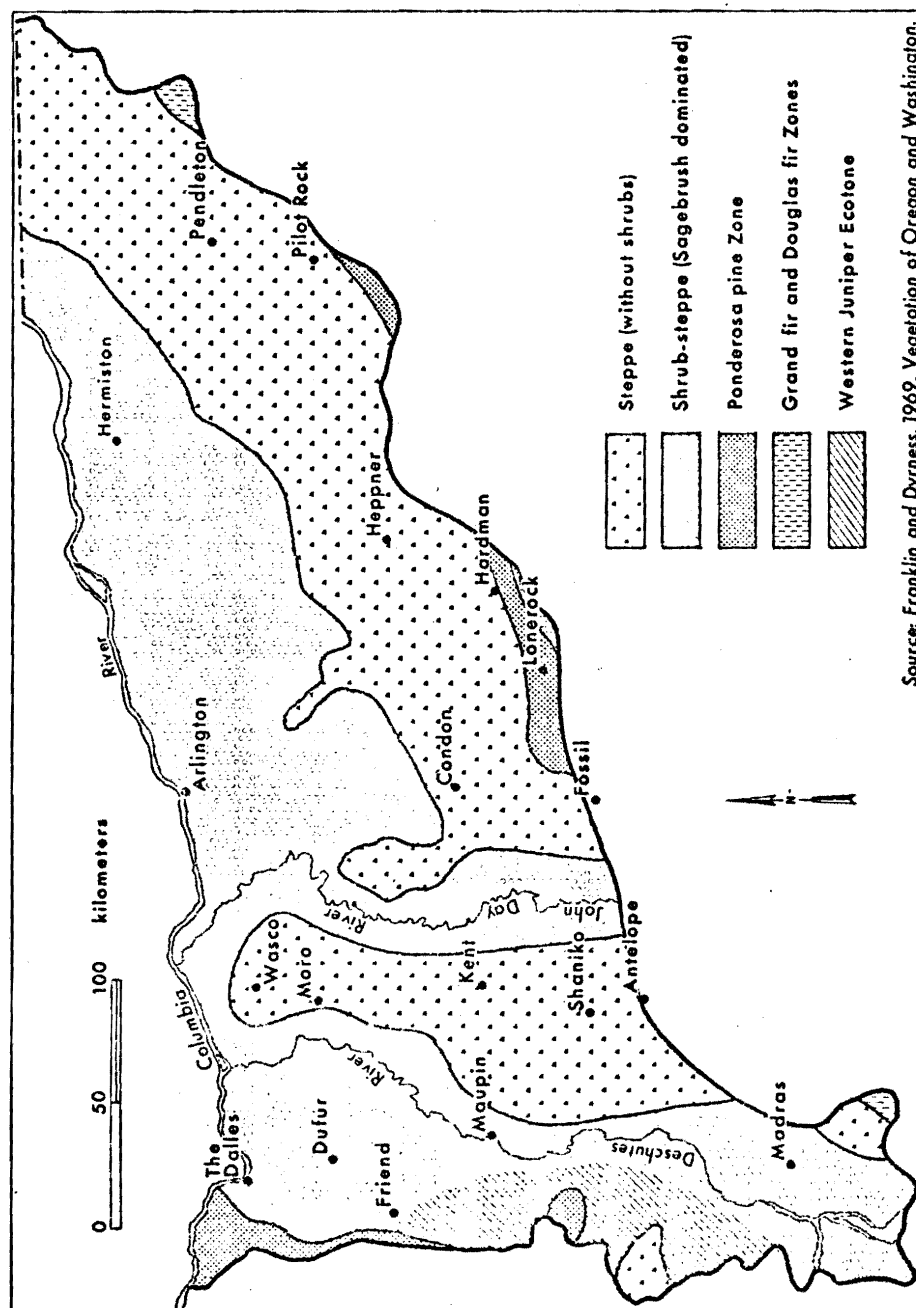 kilometers
0
50
100
Columbia
River
The
Dalles
Arlington
Hermiston
Pendleton
Pilot Rock
Heppner
Hardman
Lonerock
Condon
Fossil
John
Day
River
Wasco
Moro
Kent
Shaniko
Antelope
River
Deschutes
Dufur
Friend
Maupin
Madras
N
Steppe (without shrubs)
Shrub-steppe (Sagebrush dominated)
Ponderosa pine Zone
Grand fir and Douglas fir Zones
Western Juniper Ecotone
Source: Franklin and Dyrness, 1969, Vegetation of Oregon and Washington.